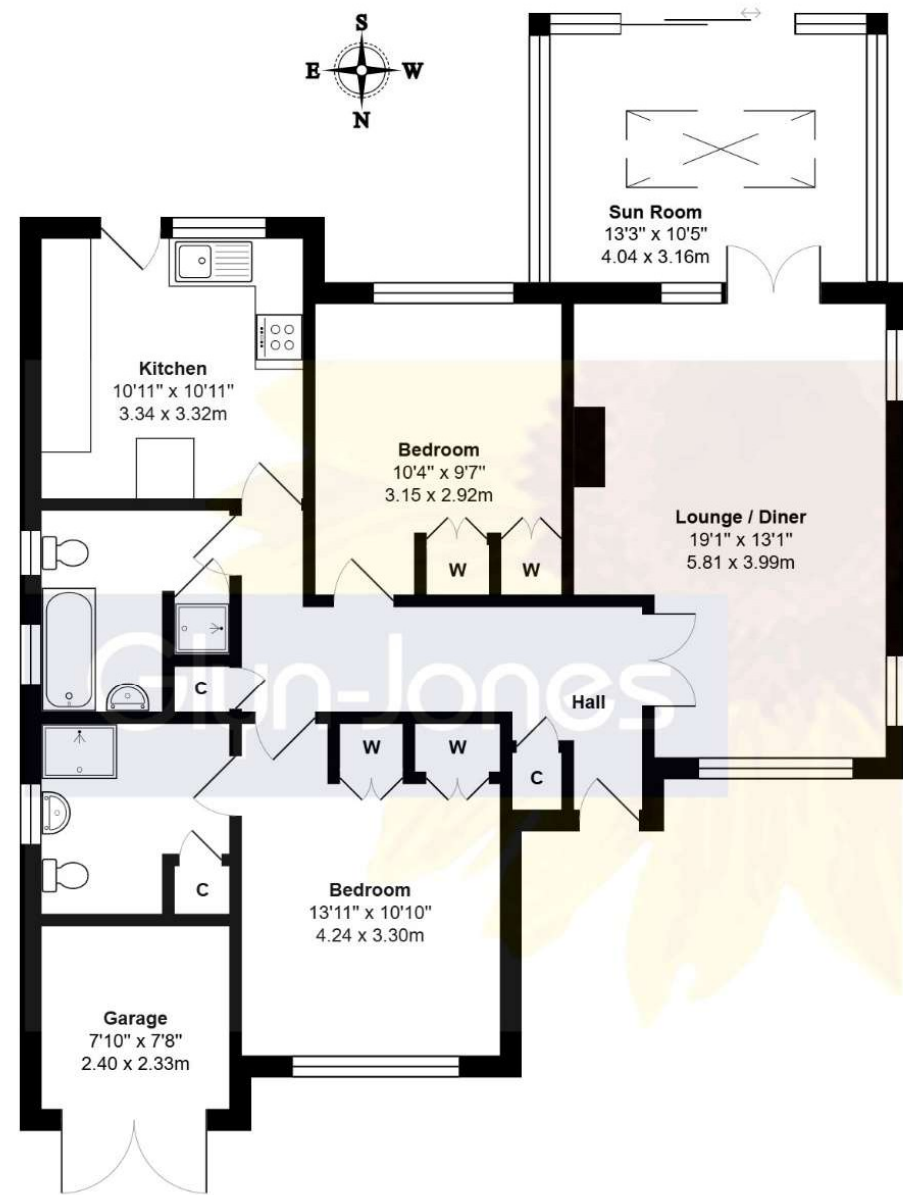 S
E W
N
Sun Room
13'3" x 10'5"
4.04 x 3.16m
Kitchen
10'11" x 10'11"
3.34 x 3.32m
Bedroom
10'4" x 9'7"
3.15 x 2.92m
W W
Lounge / Diner
19'1" x 13'1"
5.81 x 3.99m
Glyn-Jones
C
Hall
W W
C
C
Bedroom
13'11" x 10'10"
4.24 x 3.30m
Garage
7'10" x 7'8"
2.40 x 2.33m